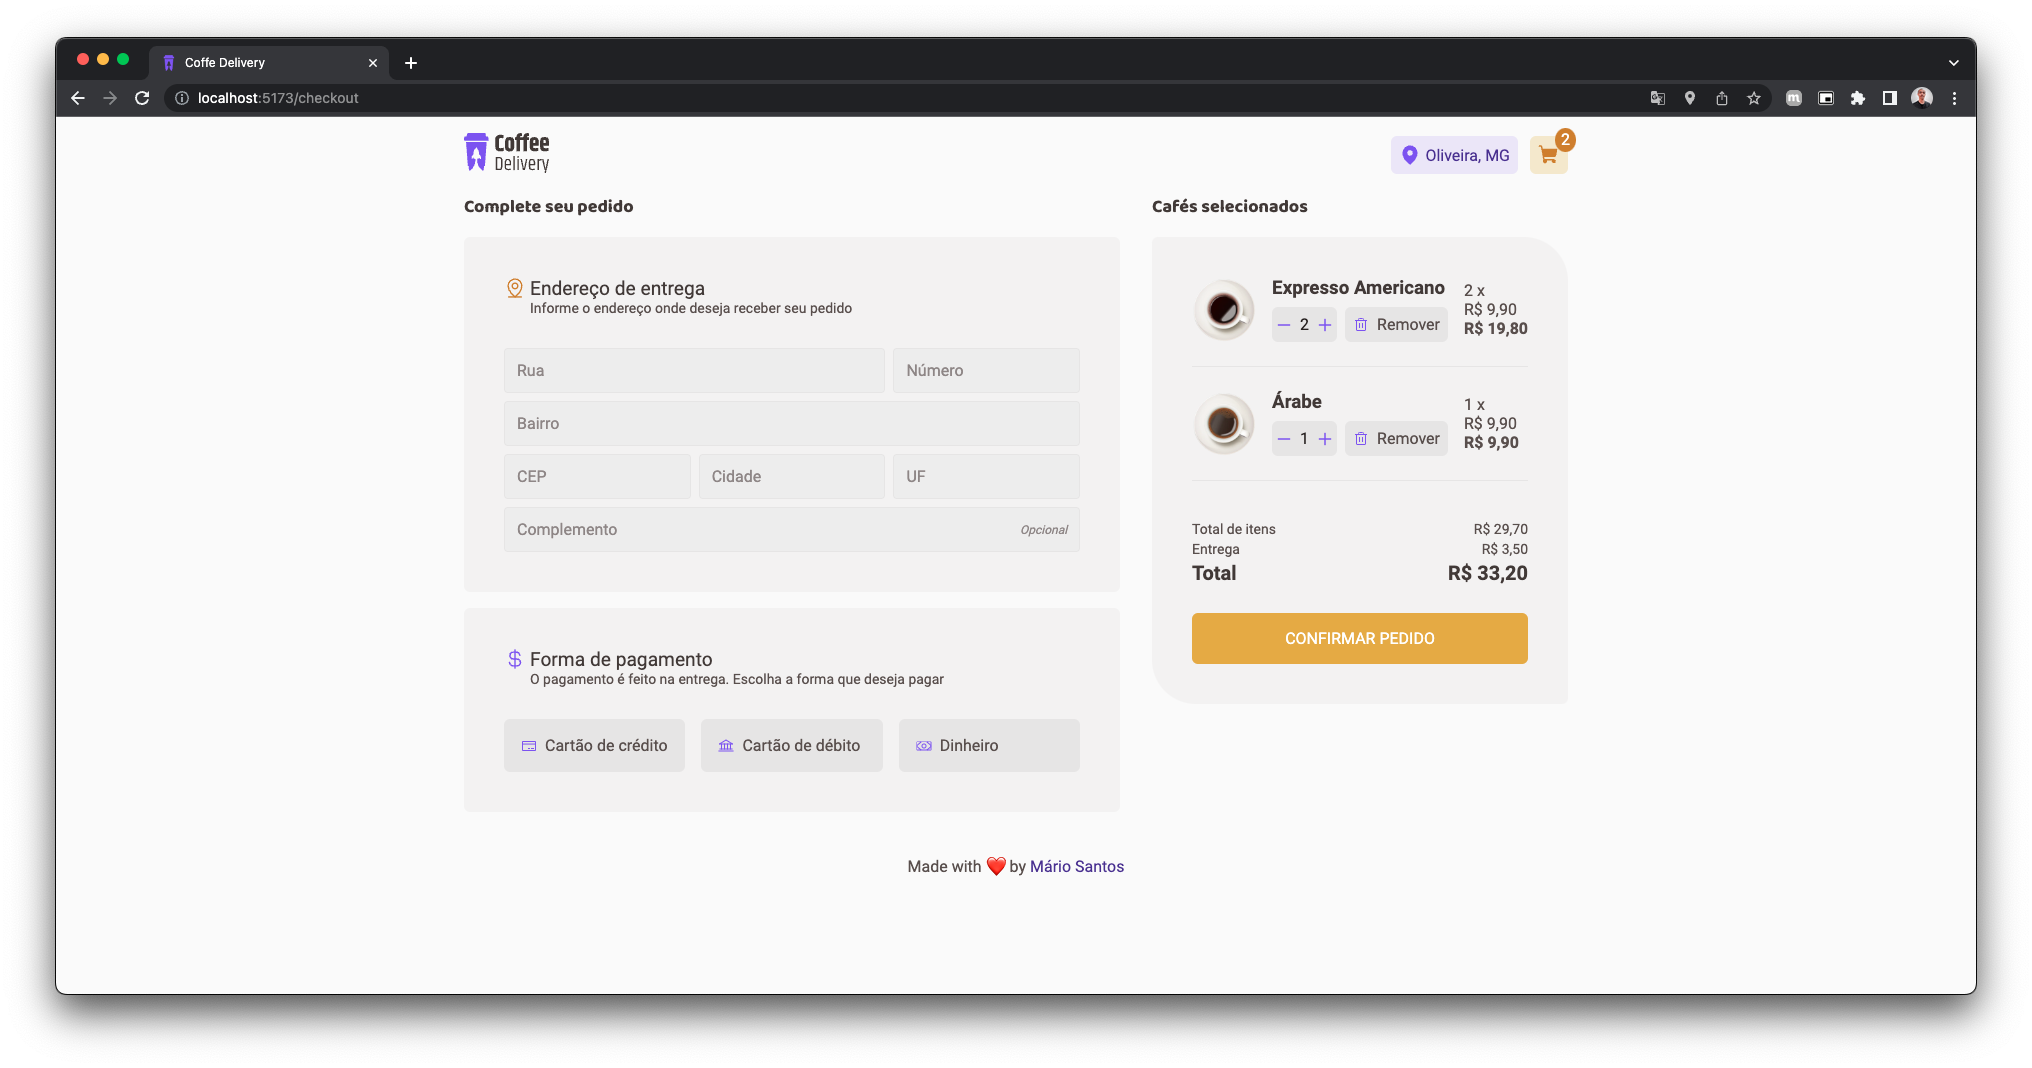 Coffe Delivery
localhost:5173/checkout
m
Coffee
Delivery
Oliveira, MG
2
Complete seu pedido
Endereço de entrega
Informe o endereço onde deseja receber seu pedido
Rua
Número
Bairro
CEP
Cidade
UF
Complemento
Opcional
Forma de pagamento
O pagamento é feito na entrega. Escolha a forma que deseja pagar
Cartão de crédito
Cartão de débito
Dinheiro
Cafés selecionados
Expresso Americano
2
Remover
2 x
R$ 9,90
R$ 19,80
Árabe
1
Remover
1 x
R$ 9,90
R$ 9,90
Total de itens R$ 29,70
Entrega R$ 3,50
Total R$ 33,20
CONFIRMAR PEDIDO
Made with ❤️ by Mário Santos